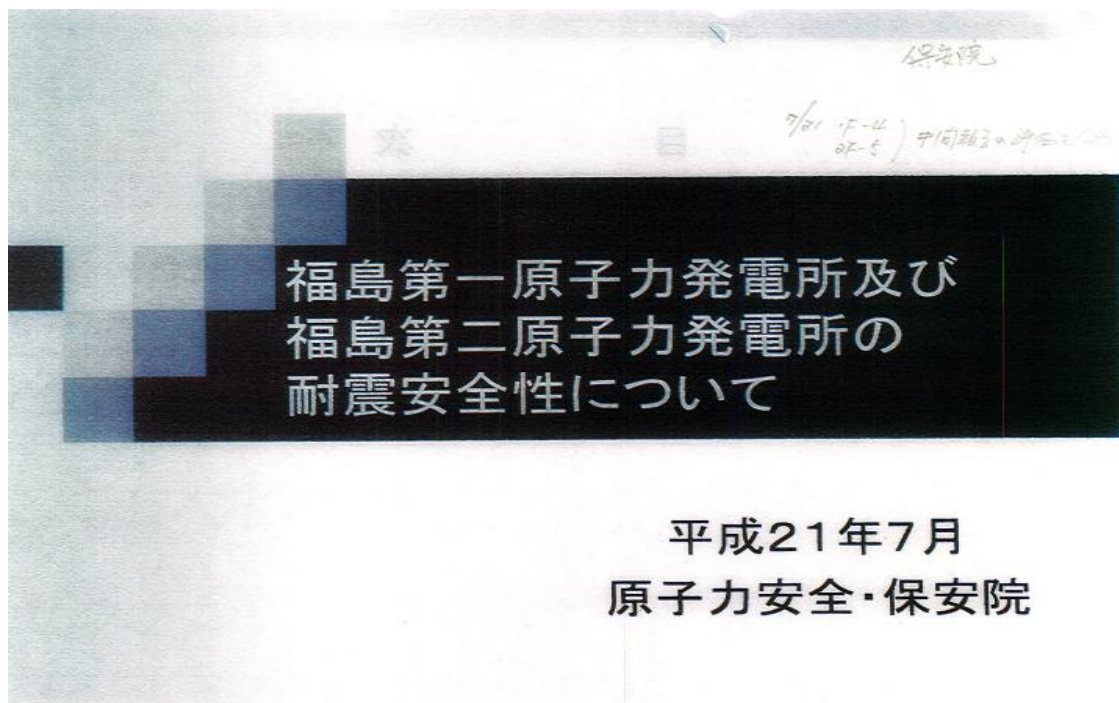 保安院
7/21
福島第一原子力発電所及び
福島第二原子力発電所の
耐震安全性について
平成21年7月
原子力安全・保安院